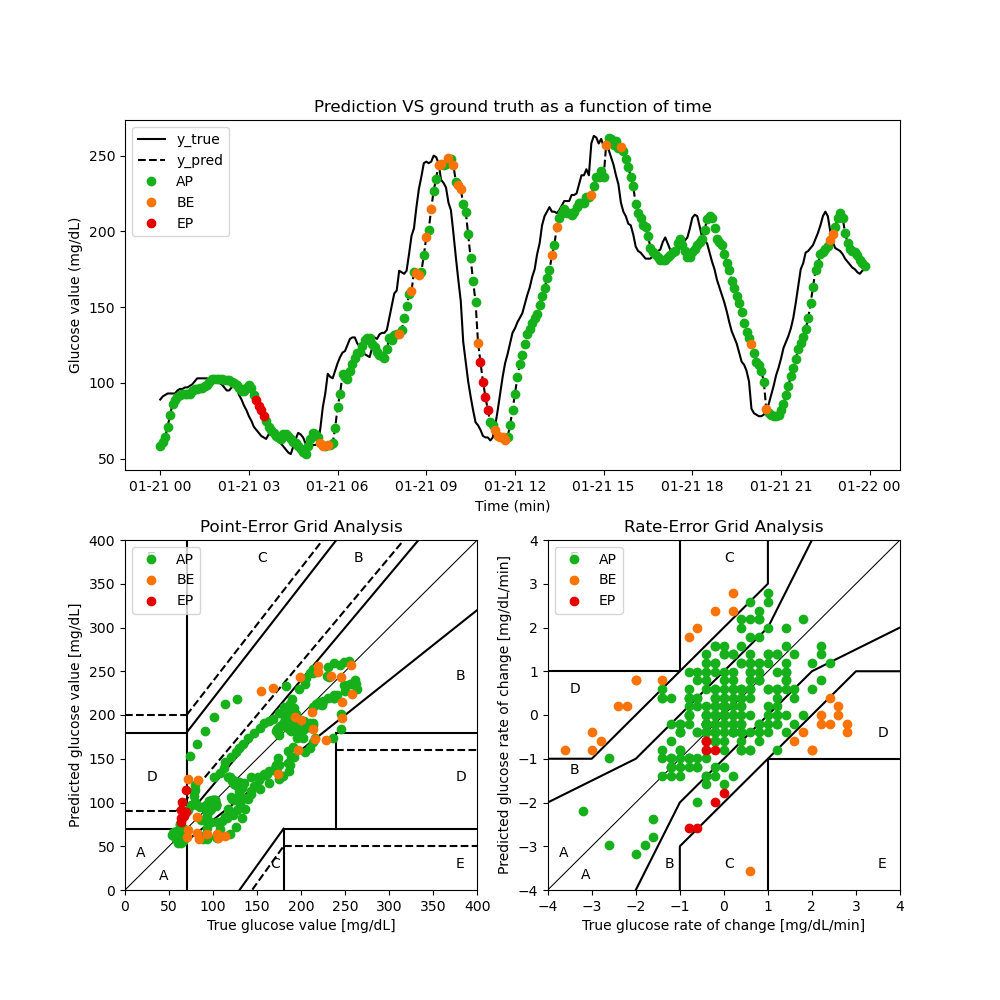 Prediction VS ground truth as a function of time
Glucose value (mg/dL)
250
200
150
100
50
y_true
y_pred
AP
BE
EP
01-21 00 01-21 03 01-21 06 01-21 09 01-21 12 01-21 15 01-21 18 01-21 21 01-22 00
Time (min)
Point-Error Grid Analysis
Predicted glucose value [mg/dL]
400
350
300
250
200
150
100
50
0
AP
BE
EP
C B
B
D D
A
A
C E
0 50 100 150 200 250 300 350 400
True glucose value [mg/dL]
Rate-Error Grid Analysis
Predicted glucose rate of change [mg/dL/min]
4
3
2
1
0
−1
−2
−3
−4
AP
BE
EP
C
D
D
B
A
A
B C E
−4 −3 −2 −1 0 1 2 3 4
True glucose rate of change [mg/dL/min]